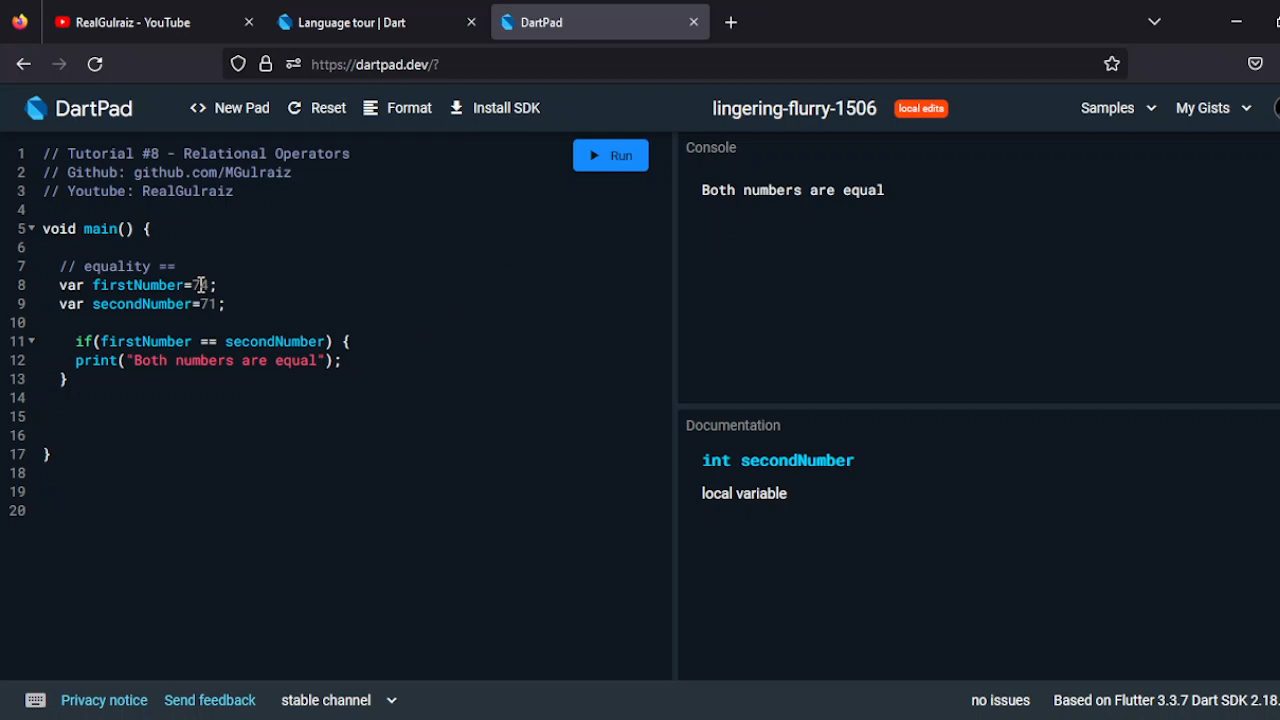 RealGulraiz - YouTube
Language tour | Dart
DartPad
https://dartpad.dev/?
DartPad
<> New Pad
Reset
Format
Install SDK
lingering-flurry-1506
local edits
Samples
My Gists
1 // Tutorial #8 - Relational Operators
2 // Github: github.com/MGulraiz
3 // Youtube: RealGulraiz
4
5 void main() {
6
7 // equality ==
8 var firstNumber=74;
9 var secondNumber=71;
10
11 if(firstNumber == secondNumber) {
12 print("Both numbers are equal");
13 }
14
15
16
17 }
18
19
20
Run
Console
Both numbers are equal
Documentation
int secondNumber
local variable
Privacy notice
Send feedback
stable channel
no issues
Based on Flutter 3.3.7 Dart SDK 2.18.